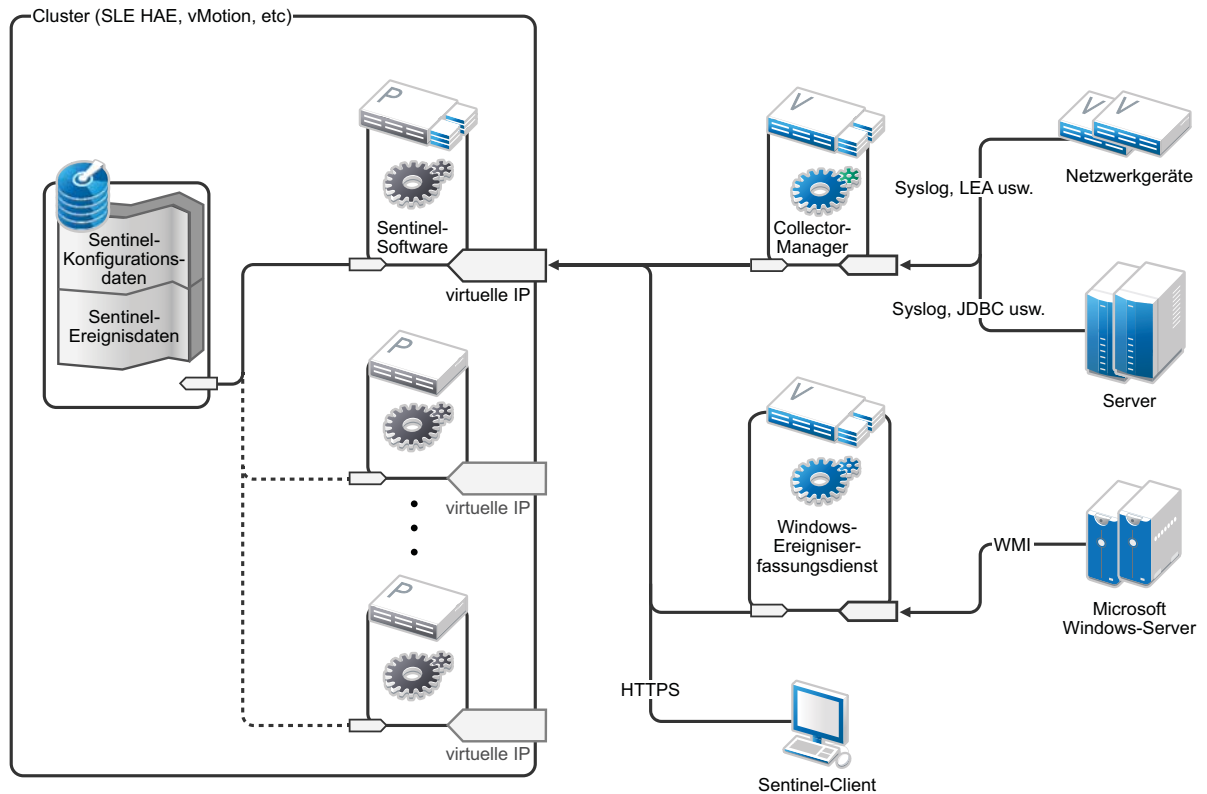 Cluster (SLE HAE, vMotion, etc)
P
Sentinel-
Software
virtuelle IP
Sentinel-
Konfigurations-
daten
Sentinel-
Ereignisdaten
P
virtuelle IP
P
virtuelle IP
V
Collector-
Manager
V
V
Netzwerkgeräte
Syslog, LEA usw.
Syslog, JDBC usw.
Server
V
Windows-
Ereigniser-
fassungsdienst
WMI
Microsoft
Windows-Server
HTTPS
Sentinel-Client